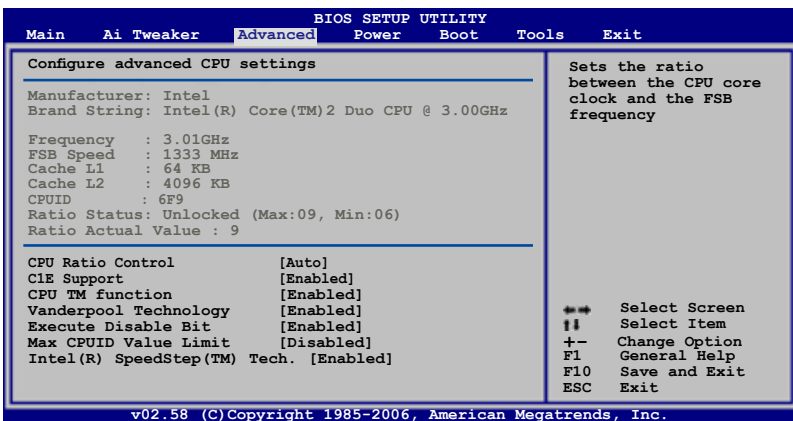 BIOS SETUP UTILITY
Main Ai Tweaker Advanced Power Boot Tools Exit
Configure advanced CPU settings
Manufacturer: Intel
Brand String: Intel(R) Core(TM)2 Duo CPU @ 3.00GHz
Frequency : 3.01GHz
FSB Speed : 1333 MHz
Cache L1 : 64 KB
Cache L2 : 4096 KB
CPUID : 6F9
Ratio Status: Unlocked (Max:09, Min:06)
Ratio Actual Value : 9
CPU Ratio Control [Auto]
C1E Support [Enabled]
CPU TM function [Enabled]
Vanderpool Technology [Enabled]
Execute Disable Bit [Enabled]
Max CPUID Value Limit [Disabled]
Intel(R) SpeedStep(TM) Tech. [Enabled]
Sets the ratio
between the CPU core
clock and the FSB
frequency
←→ Select Screen
↑↓ Select Item
+- Change Option
F1 General Help
F10 Save and Exit
ESC Exit
v02.58 (C)Copyright 1985-2006, American Megatrends, Inc.